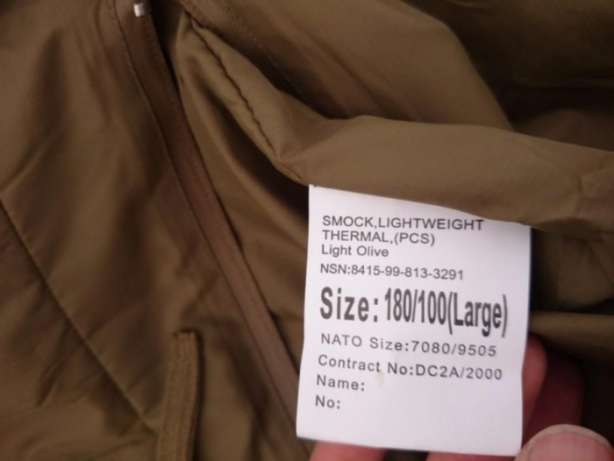 SMOCK,LIGHTWEIGHT
THERMAL,(PCS)
Light Olive
NSN:8415-99-813-3291
Size: 180/100(Large)
NATO Size:7080/9505
Contract No:DC2A/2000
Name:
No: